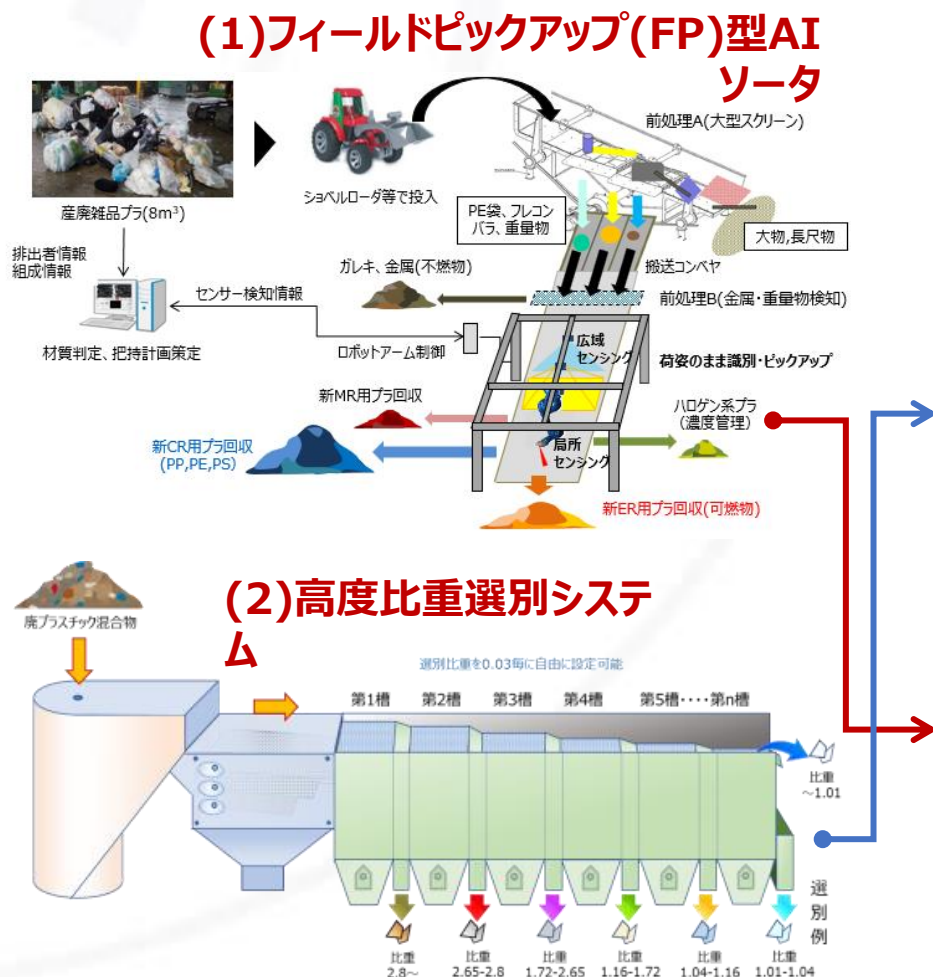 (1)フィールドピックアップ(FP)型AI
ソータ
前処理A(大型スクリーン)
ショベルローダ等で投入
産廃雑品プラ(8m³)
PE袋、フレコン
バラ、重量物
大物,長尺物
排出者情報
組成情報
ガレキ、金属(不燃物)
搬送コンベヤ
センサー検知情報
前処理B(金属・重量物検知)
材質判定、把持計画策定
ロボットアーム制御
広域
センシング
荷姿のまま識別・ピックアップ
新MR用プラ回収
ハロゲン系プラ
(濃度管理)
新CR用プラ回収
(PP,PE,PS)
局所
センシング
新ER用プラ回収(可燃物)
(2)高度比重選別システ
ム
廃プラスチック混合物
選別比重を0.03毎に自由に設定可能
第1槽
第2槽
第3槽
第4槽
第5槽‥‥第n槽
比重
~1.01
選別例
比重
2.8~
比重
2.65-2.8
比重
1.72-2.65
比重
1.16-1.72
比重
1.04-1.16
比重
1.01-1.04